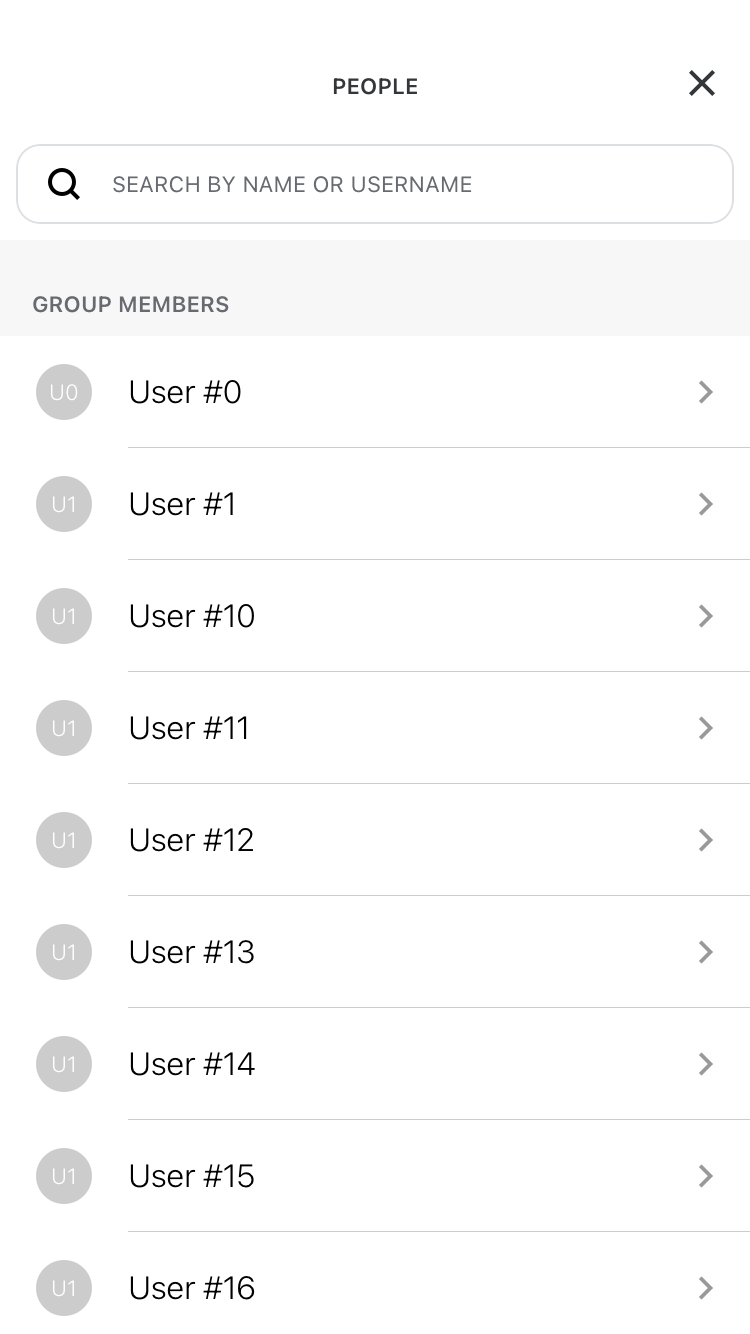 PEOPLE
SEARCH BY NAME OR USERNAME
GROUP MEMBERS
U0 User #0
U1 User #1
U1 User #10
U1 User #11
U1 User #12
U1 User #13
U1 User #14
U1 User #15
U1 User #16